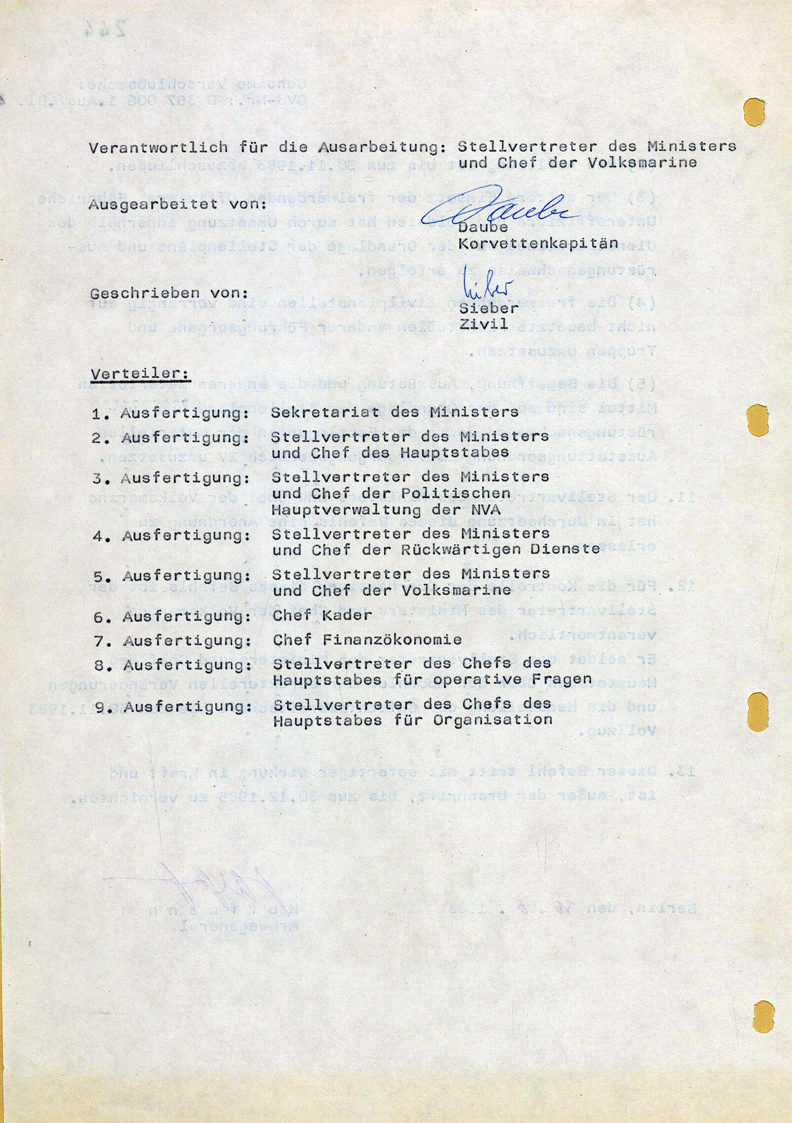 Verantwortlich für die Ausarbeitung: Stellvertreter des Ministers
und Chef der Volksmarine
Ausgearbeitet von:
Daube
Daube
Korvettenkapitän
Geschrieben von:
Sieber
Sieber
Zivil
Verteiler:
1. Ausfertigung: Sekretariat des Ministers
2. Ausfertigung: Stellvertreter des Ministers
und Chef des Hauptstabes
3. Ausfertigung: Stellvertreter des Ministers
und Chef der Politischen
Hauptverwaltung der NVA
4. Ausfertigung: Stellvertreter des Ministers
und Chef der Rückwärtigen Dienste
5. Ausfertigung: Stellvertreter des Ministers
und Chef der Volksmarine
6. Ausfertigung: Chef Kader
7. Ausfertigung: Chef Finanzökonomie
8. Ausfertigung: Stellvertreter des Chefs des
Hauptstabes für operative Fragen
9. Ausfertigung: Stellvertreter des Chefs des
Hauptstabes für Organisation